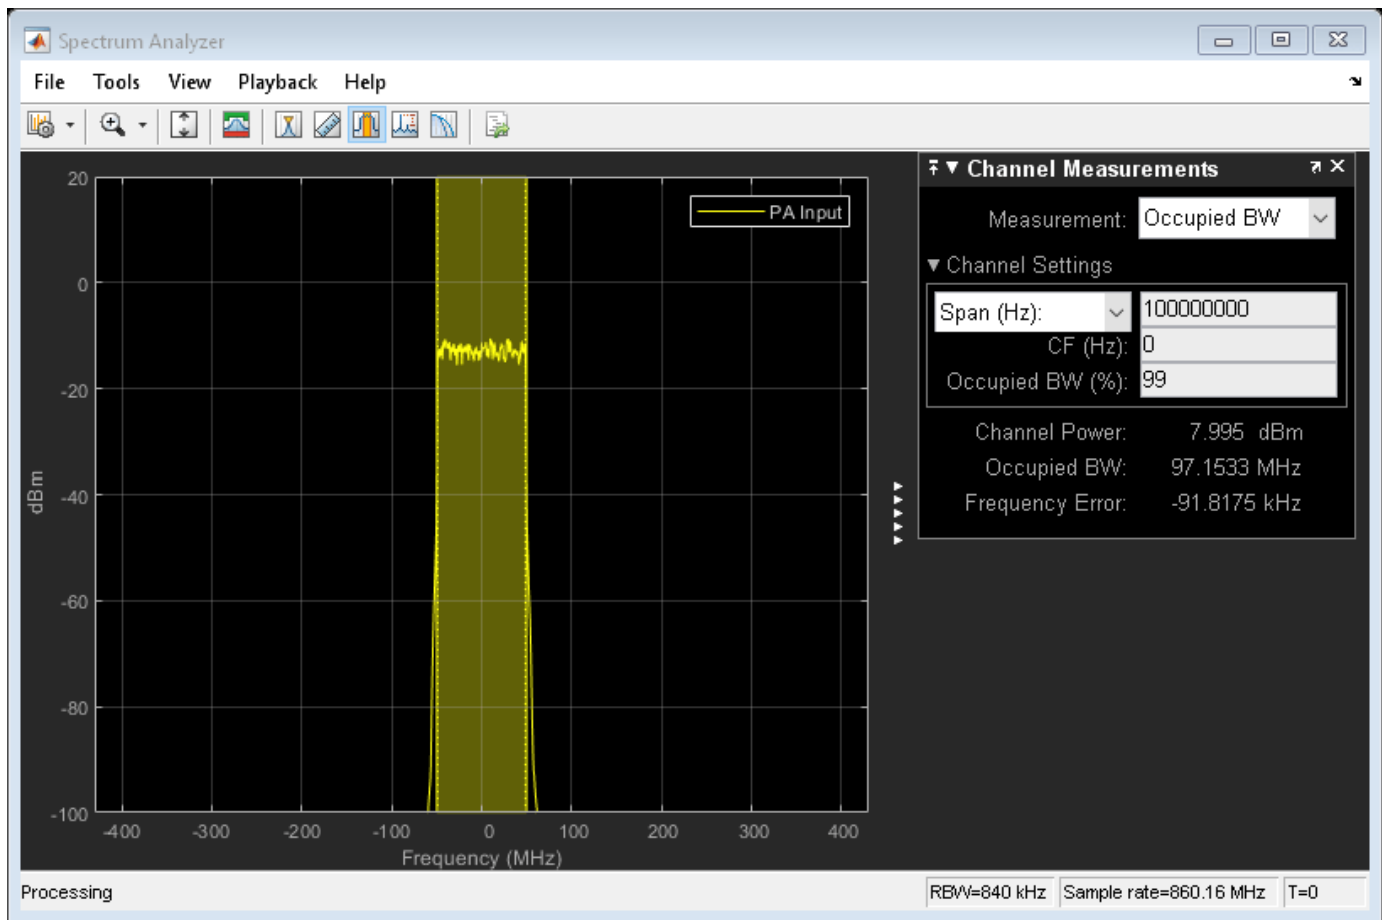 Spectrum Analyzer
File Tools View Playback Help
20
0
-20
-40
-60
-80
-100
dBm
PA Input
-400 -300 -200 -100 0 100 200 300 400
Frequency (MHz)
Channel Measurements
Measurement: Occupied BW
Channel Settings
Span (Hz): 100000000
CF (Hz): 0
Occupied BW (%): 99
Channel Power: 7.995 dBm
Occupied BW: 97.1533 MHz
Frequency Error: -91.8175 kHz
Processing RBW=840 kHz Sample rate=860.16 MHz T=0